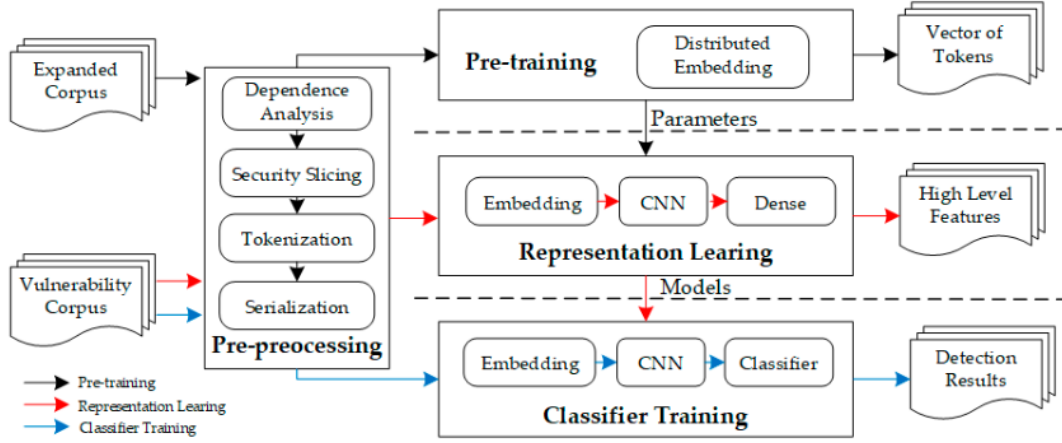 Expanded
Corpus
Vulnerability
Corpus
Dependence
Analysis
Security Slicing
Tokenization
Serialization
Pre-preocessing
Pre-training
Distributed
Embedding
Vector of
Tokens
Parameters
Embedding
CNN
Dense
Representation Learing
High Level
Features
Models
Embedding
CNN
Classifier
Classifier Training
Detection
Results
Pre-training
Representation Learing
Classifier Training